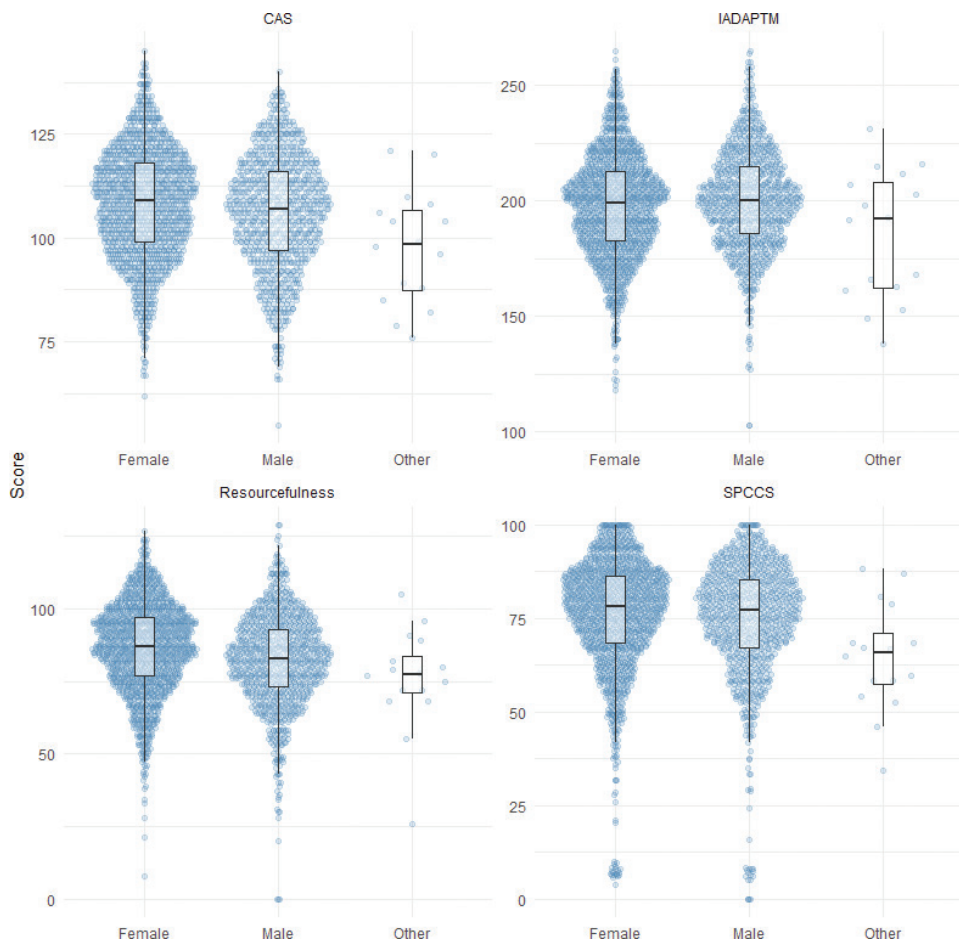 CAS
IADAPTM
125
100
75
250
200
150
100
Female Male Other
Female Male Other
Score
Resourcefulness
SPCCS
100
50
0
100
75
50
25
0
Female Male Other
Female Male Other